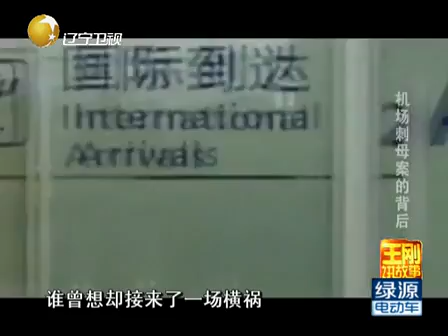 辽宁卫视
国际到达
International
Arrivals
A
机场刺母案的背后
王刚
讲故事
绿源
电动车
谁曾想却接来了一场横祸